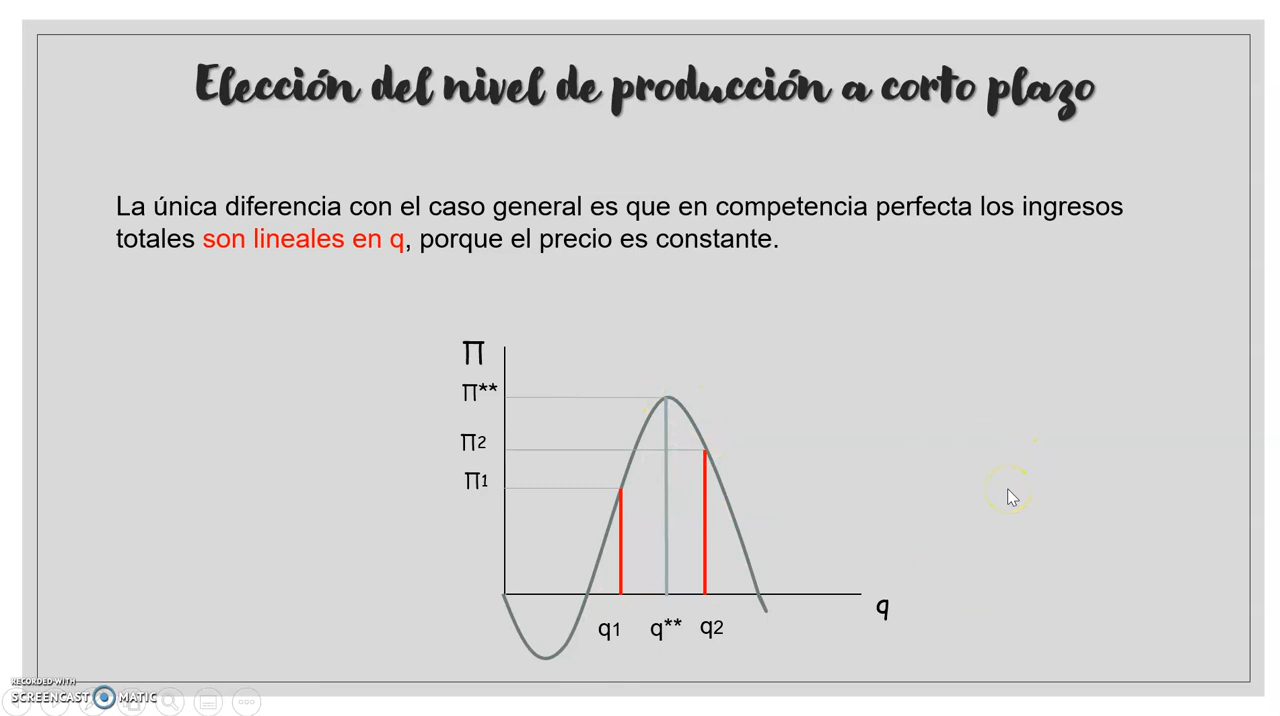 Elección del nivel de producción a corto plazo
La única diferencia con el caso general es que en competencia perfecta los ingresos
totales son lineales en q, porque el precio es constante.
Π
Π**
Π2
Π1
q1 q** q2
q
RECORDED WITH
SCREENCAST MATIC